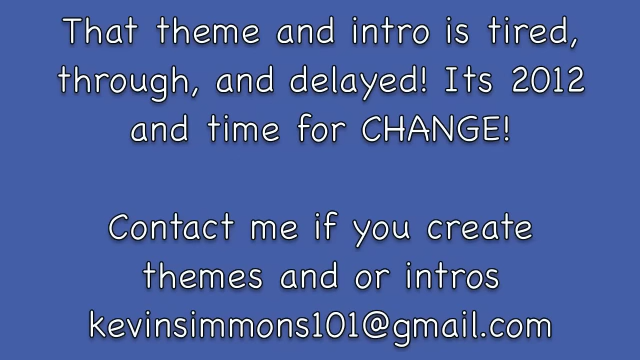 That theme and intro is tired,
through, and delayed! Its 2012
and time for CHANGE!
Contact me if you create
themes and or intros
kevinsimmons101@gmail.com